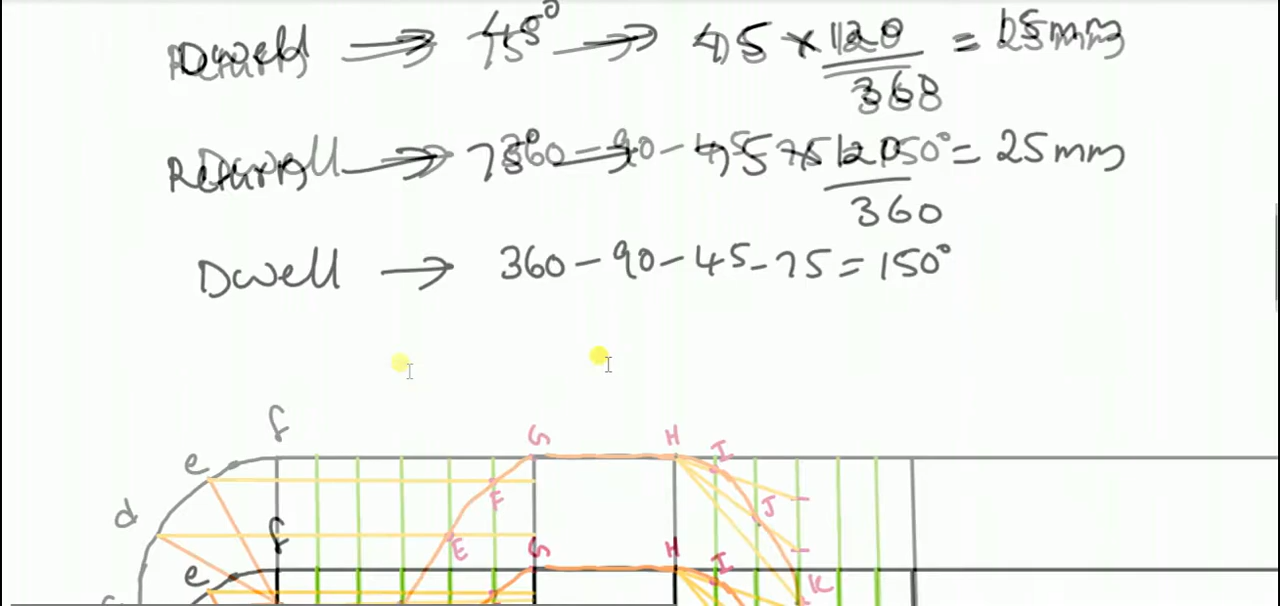 Dwell → 45° → 45 × 120 / 360 = 15mm
Return → 75° → 75 × 120 / 360 = 25mm
Dwell → 360 - 90 - 45 - 75 = 150°
f
G H I
e
F
d
J
f
E
G H I
K
e